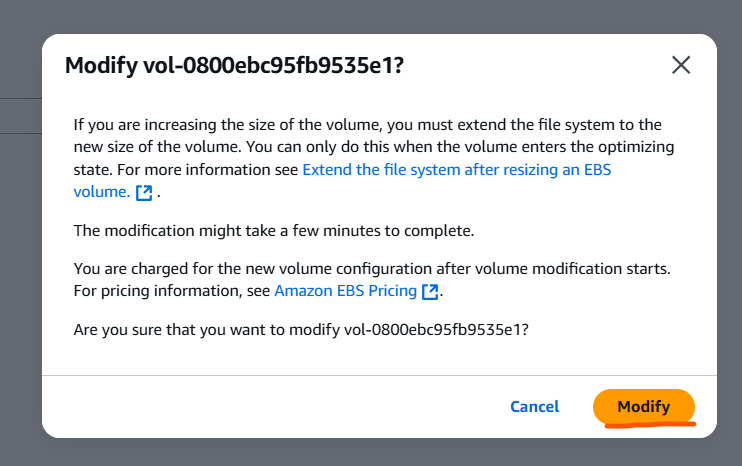 Modify vol-0800ebc95fb9535e1?
If you are increasing the size of the volume, you must extend the file system to the
new size of the volume. You can only do this when the volume enters the optimizing
state. For more information see Extend the file system after resizing an EBS
volume. .
The modification might take a few minutes to complete.
You are charged for the new volume configuration after volume modification starts.
For pricing information, see Amazon EBS Pricing .
Are you sure that you want to modify vol-0800ebc95fb9535e1?
Cancel Modify